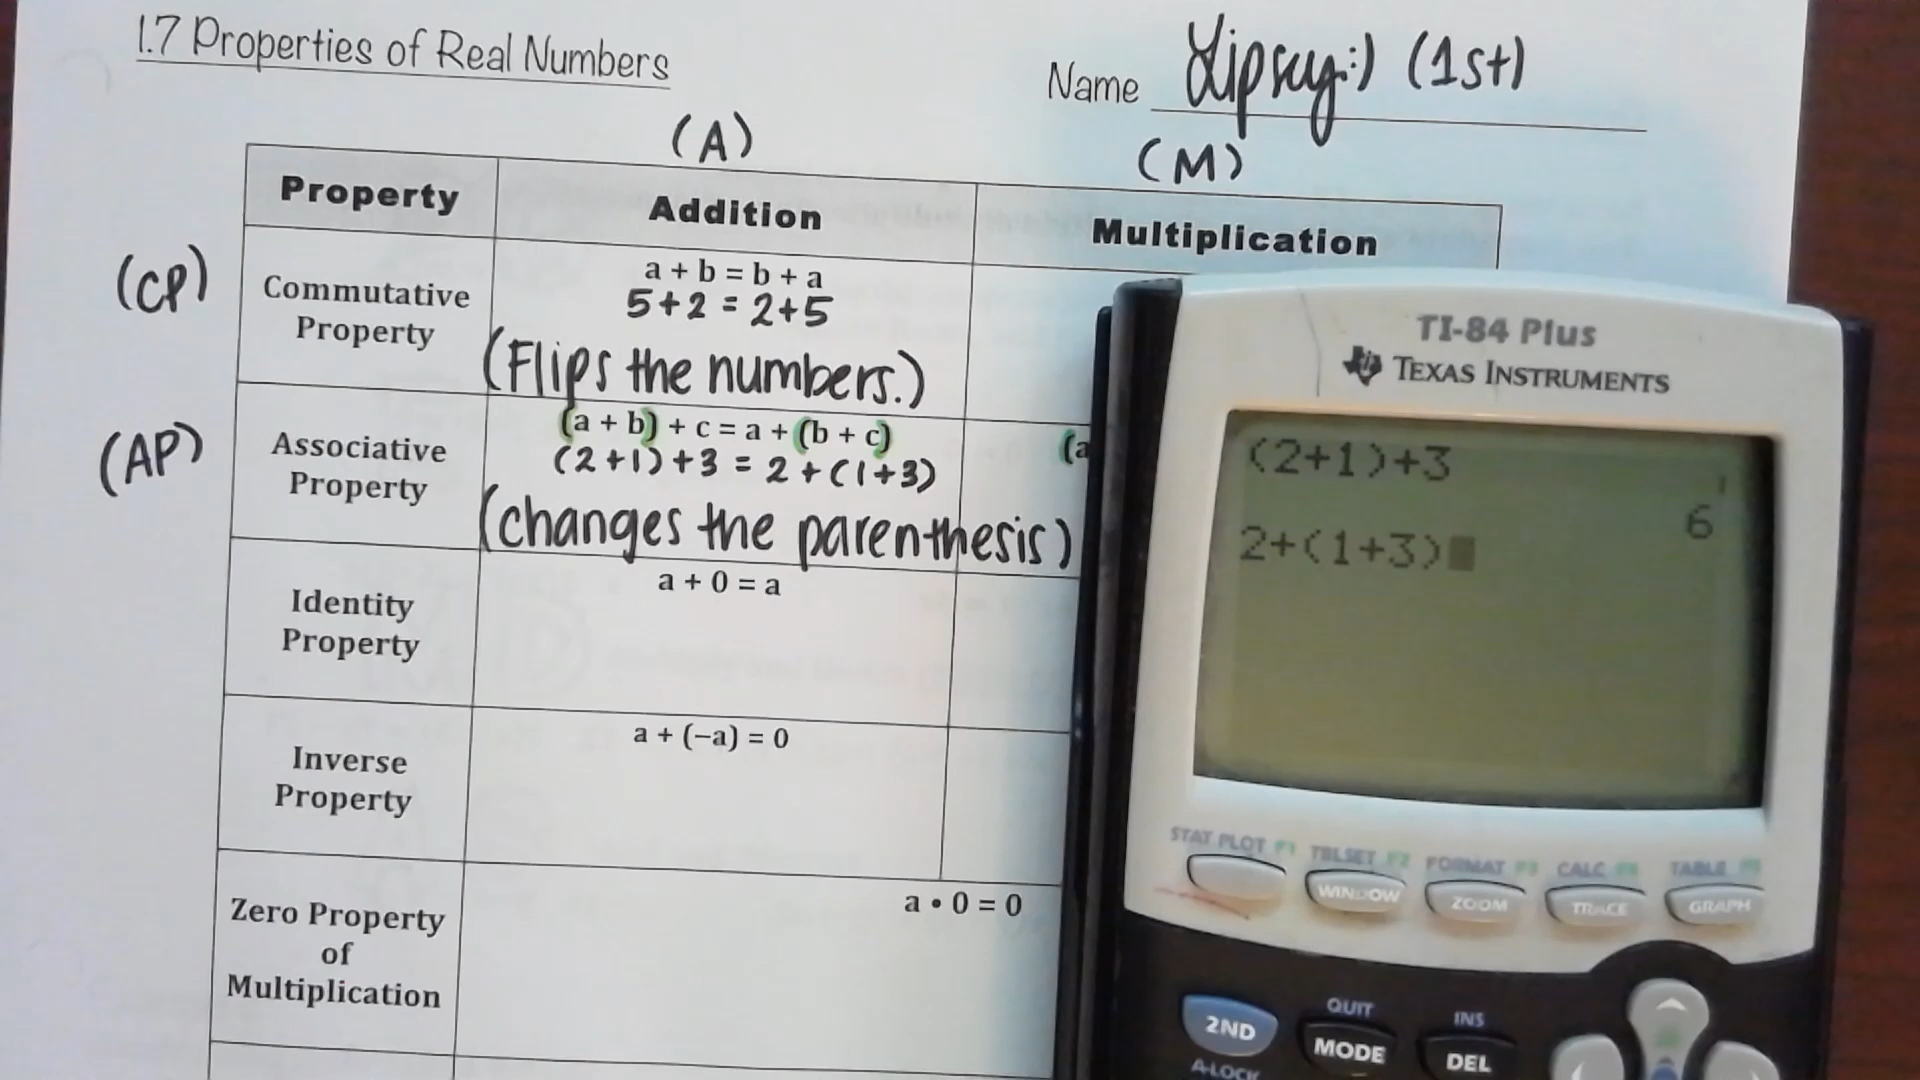 1.7 Properties of Real Numbers
Name Lipscy:) (1st)
(A)
(M)
Property
Addition
Multiplication
(CP)
Commutative
Property
a + b = b + a
5+2 = 2+5
(Flips the numbers.)
(AP)
Associative
Property
(a + b) + c = a + (b + c)
(2+1)+3 = 2+(1+3)
(changes the parenthesis)
(a
Identity
Property
a + 0 = a
Inverse
Property
a + (−a) = 0
Zero Property
of
Multiplication
a • 0 = 0
TI-84 Plus
TEXAS INSTRUMENTS
(2+1)+3
6
2+(1+3)
STAT PLOT F1 TBLSET F2 FORMAT F3 CALC F4 TABLE F5
WINDOW ZOOM TRACE GRAPH
QUIT INS
2ND MODE DEL
A-LOCK